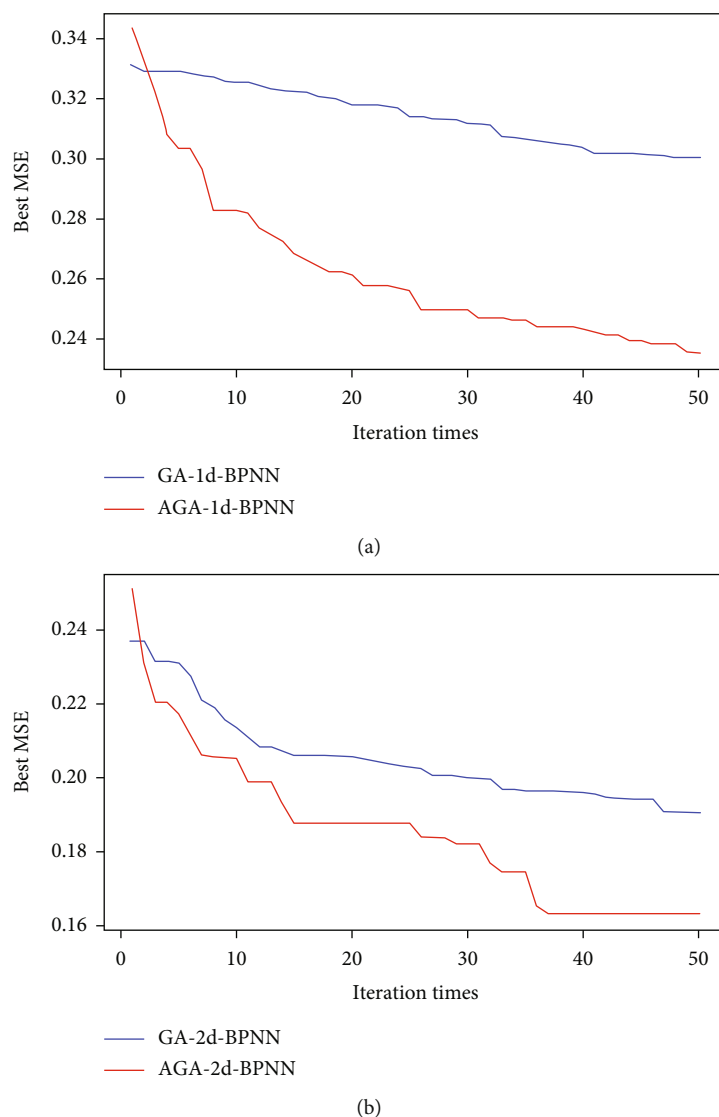 0.34
0.32
0.30
0.28
0.26
0.24
Best MSE
0 10 20 30 40 50
Iteration times
GA-1d-BPNN
AGA-1d-BPNN
(a)
0.24
0.22
0.20
0.18
0.16
Best MSE
0 10 20 30 40 50
Iteration times
GA-2d-BPNN
AGA-2d-BPNN
(b)